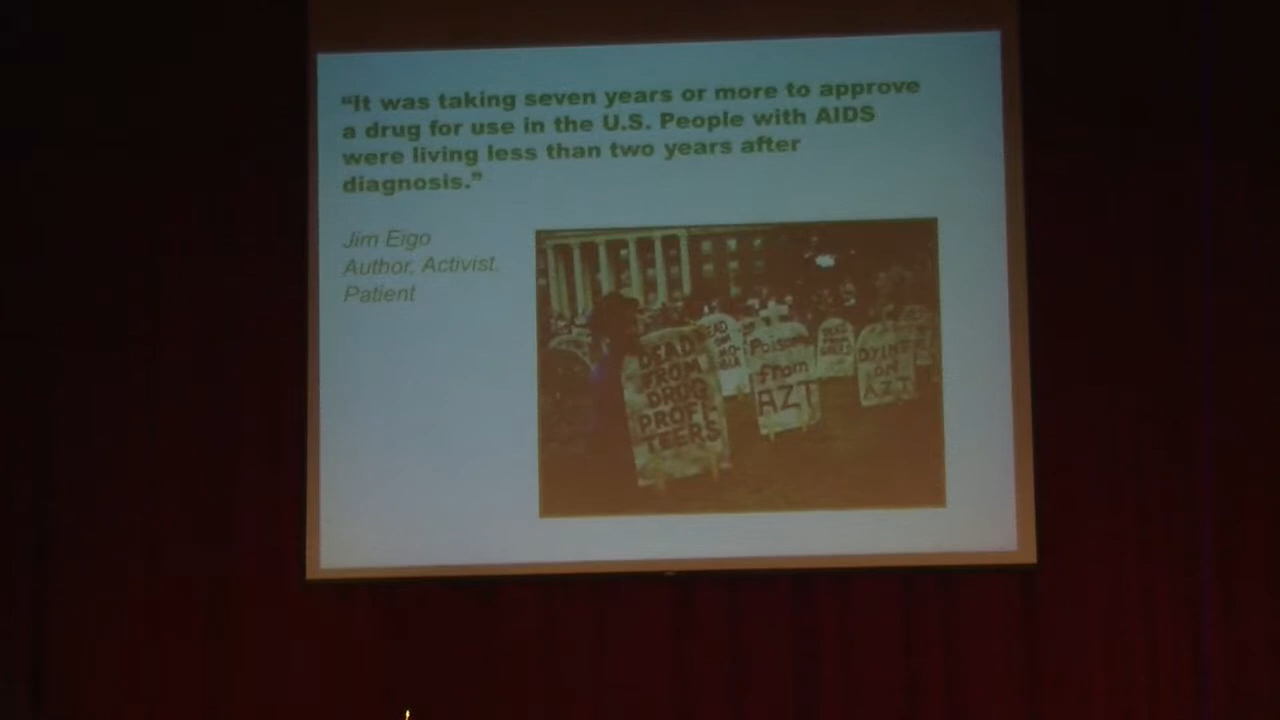 “It was taking seven years or more to approve
a drug for use in the U.S. People with AIDS
were living less than two years after
diagnosis.”
Jim Eigo
Author, Activist,
Patient
DEAD
FROM
DRUG
PROFI
TEERS
Poison
from
AZT
DYING
on
AZT